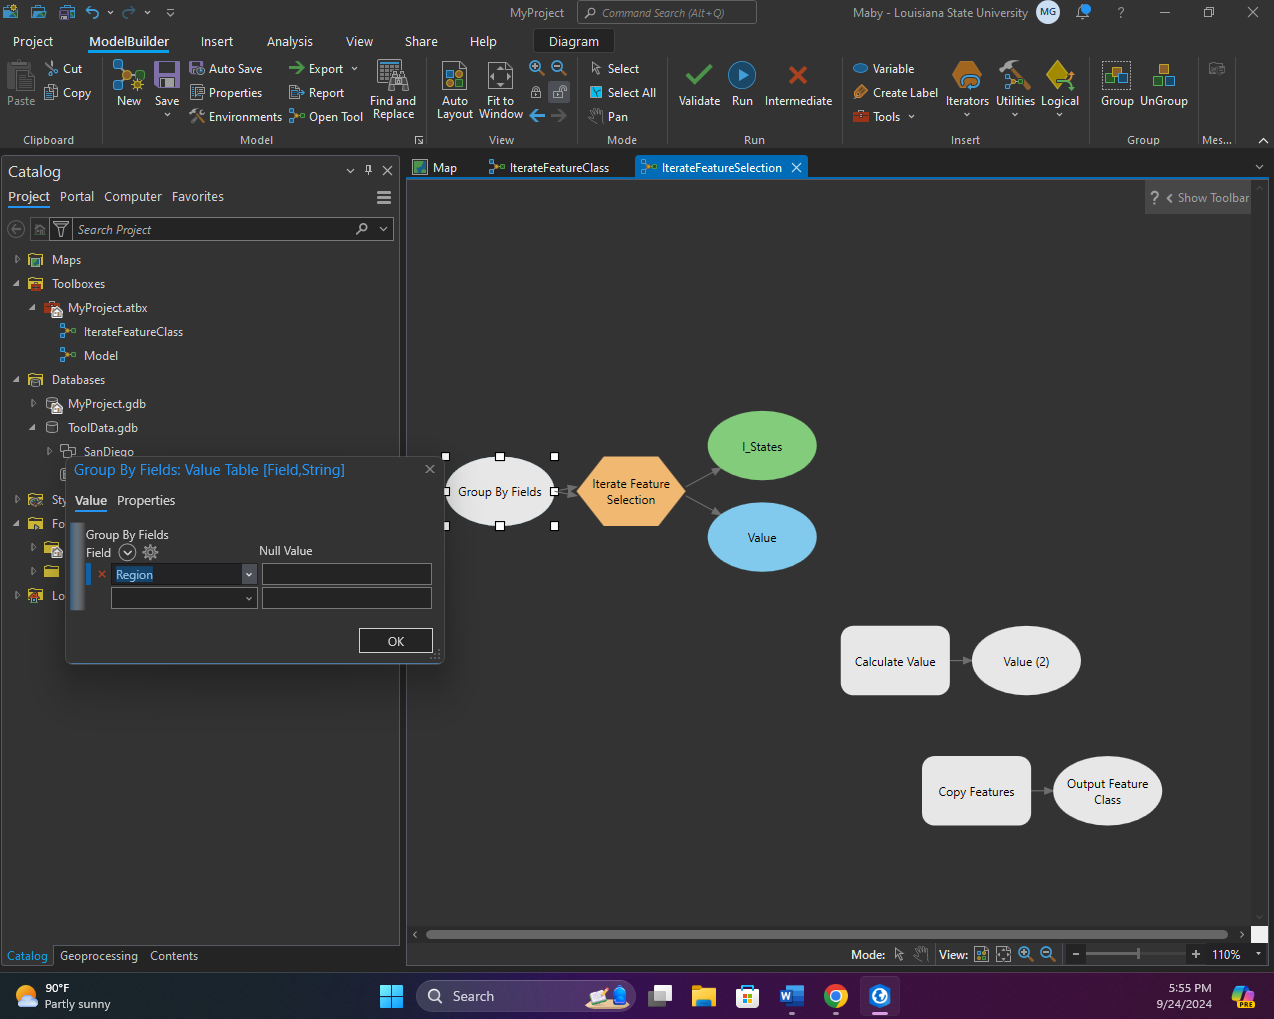 MyProject
Command Search (Alt+Q)
Maby - Louisiana State University
MG
?
Project
ModelBuilder
Insert
Analysis
View
Share
Help
Diagram
Paste
Cut
Copy
Clipboard
New
Save
Auto Save
Properties
Environments
Export
Report
Open Tool
Find and
Replace
Model
Auto
Layout
Fit to
Window
View
Select
Select All
Pan
Mode
Validate
Run
Intermediate
Run
Variable
Create Label
Tools
Iterators
Utilities
Logical
Insert
Group
UnGroup
Group
Mes...
Catalog
Project
Portal
Computer
Favorites
Search Project
Maps
Toolboxes
MyProject.atbx
IterateFeatureClass
Model
Databases
MyProject.gdb
ToolData.gdb
SanDiego
Sty
Fo
Lo
Group By Fields: Value Table [Field,String]
Value
Properties
Group By Fields
Field
Null Value
Region
OK
Map
IterateFeatureClass
IterateFeatureSelection
? Show Toolbar
Group By Fields
Iterate Feature
Selection
I_States
Value
Calculate Value
Value (2)
Copy Features
Output Feature
Class
Mode:
View:
110%
Catalog
Geoprocessing
Contents
90°F
Partly sunny
Search
PRE
5:55 PM
9/24/2024